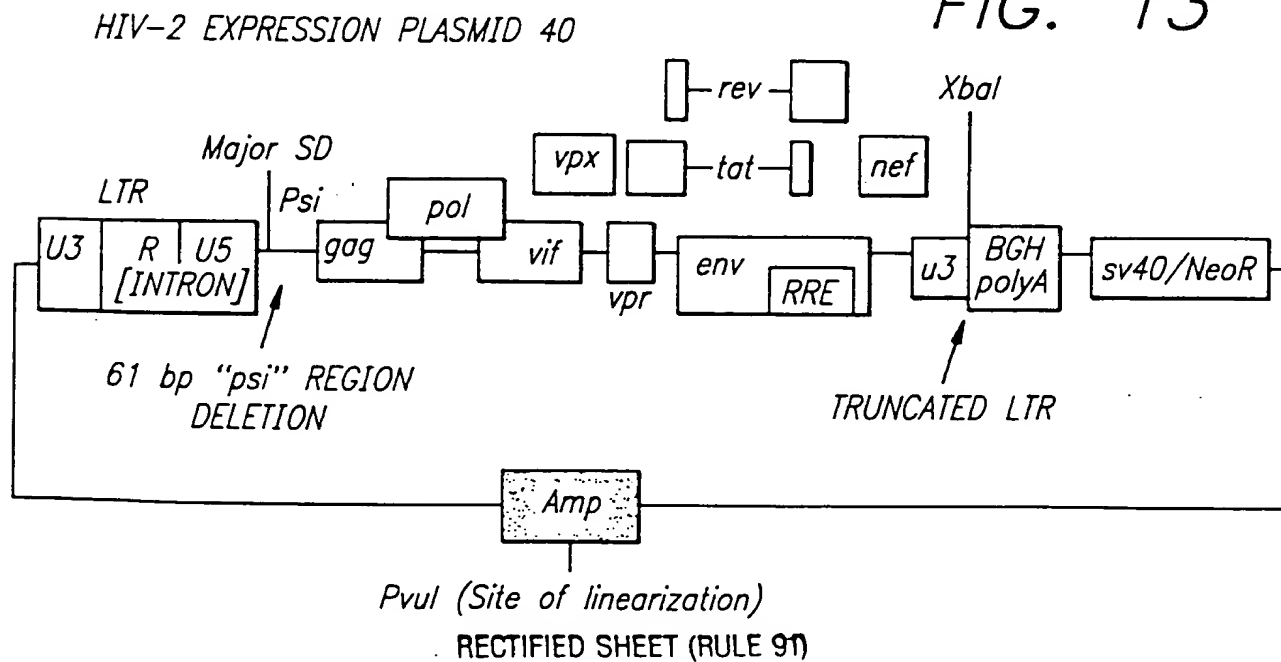 FIG. 13
HIV-2 EXPRESSION PLASMID 40
rev
XbaI
Major SD
vpx
tat
nef
LTR
Psi
pol
U3
R
U5
[INTRON]
gag
vif
vpr
env
RRE
u3
BGH
polyA
sv40/NeoR
61 bp "psi" REGION
DELETION
TRUNCATED LTR
Amp
PvuI (Site of linearization)
RECTIFIED SHEET (RULE 91)